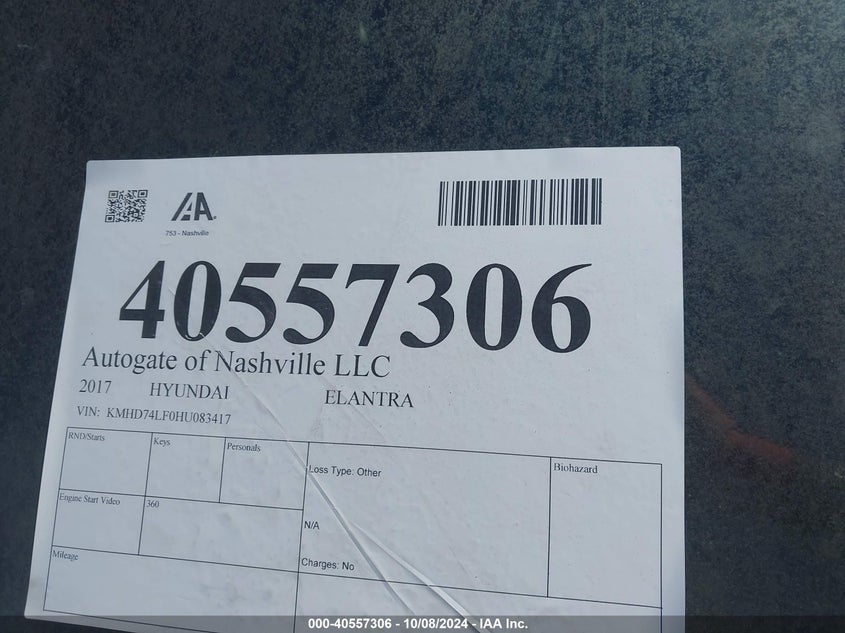 IAA.
753 - Nashville
40557306
Autogate of Nashville LLC
2017 HYUNDAI ELANTRA
VIN: KMHD74LF0HU083417
RND/Starts Keys Personals Loss Type: Other Biohazard
Engine Start Video 360 N/A
Charges: No
Mileage
000-40557306 - 10/08/2024 - IAA Inc.